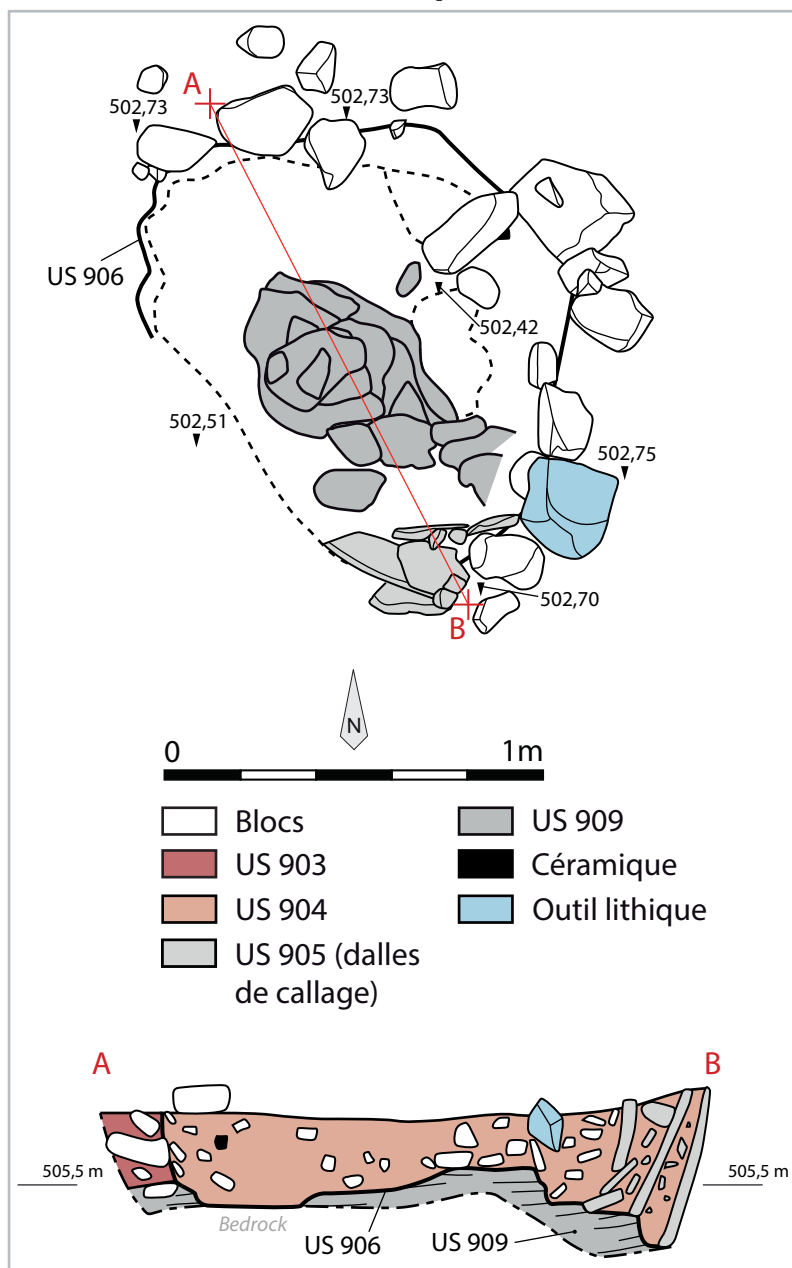 A
502,73
502,73
US 906
502,42
502,51
502,75
502,70
B
N
0 1m
Blocs
US 903
US 904
US 905 (dalles
de callage)
US 909
Céramique
Outil lithique
A B
505,5 m 505,5 m
Bedrock
US 906 US 909